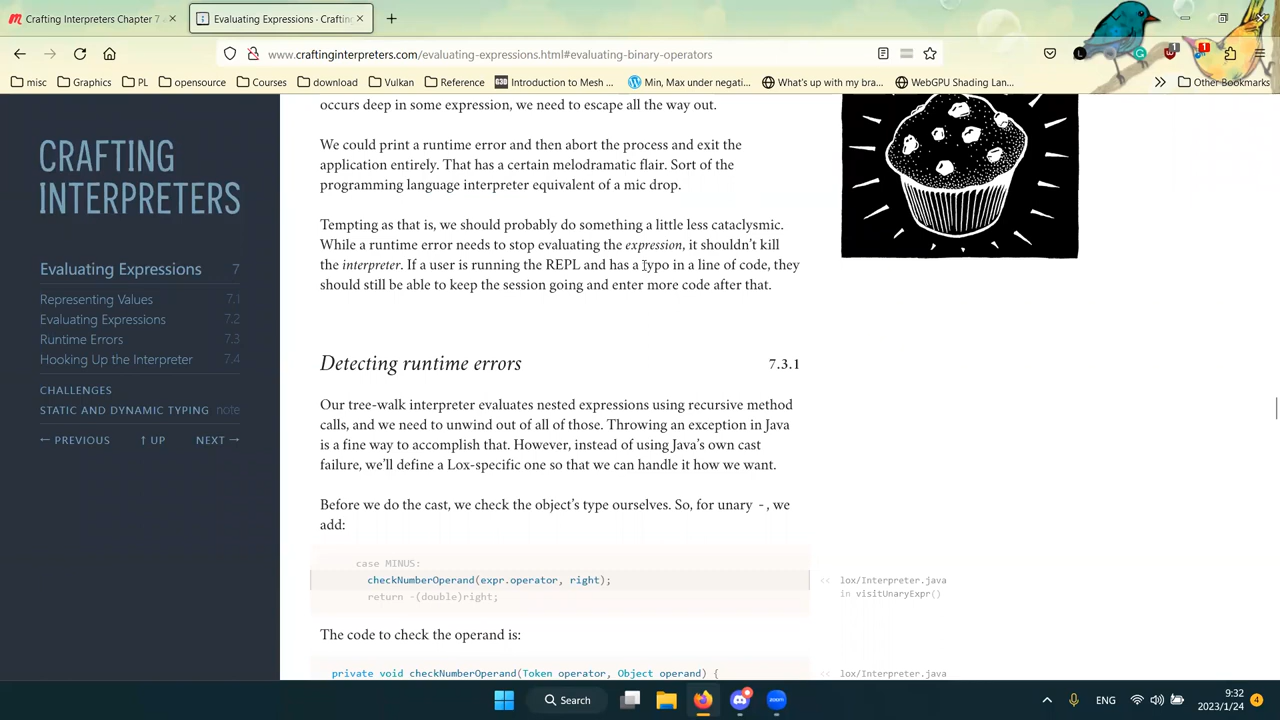 Crafting Interpreters Chapter 7
Evaluating Expressions · Crafting
www.craftinginterpreters.com/evaluating-expressions.html#evaluating-binary-operators
1
1
misc
Graphics
PL
opensource
Courses
download
Vulkan
Reference
Introduction to Mesh ...
Min, Max under negati...
What's up with my bra...
WebGPU Shading Lan...
Other Bookmarks
CRAFTING
INTERPRETERS
Evaluating Expressions 7
Representing Values 7.1
Evaluating Expressions 7.2
Runtime Errors 7.3
Hooking Up the Interpreter 7.4
CHALLENGES
STATIC AND DYNAMIC TYPING note
← PREVIOUS ↑ UP NEXT →
occurs deep in some expression, we need to escape all the way out.
We could print a runtime error and then abort the process and exit the
application entirely. That has a certain melodramatic flair. Sort of the
programming language interpreter equivalent of a mic drop.
Tempting as that is, we should probably do something a little less cataclysmic.
While a runtime error needs to stop evaluating the expression, it shouldn't kill
the interpreter. If a user is running the REPL and has a typo in a line of code, they
should still be able to keep the session going and enter more code after that.
Detecting runtime errors 7.3.1
Our tree-walk interpreter evaluates nested expressions using recursive method
calls, and we need to unwind out of all of those. Throwing an exception in Java
is a fine way to accomplish that. However, instead of using Java's own cast
failure, we'll define a Lox-specific one so that we can handle it how we want.
Before we do the cast, we check the object's type ourselves. So, for unary -, we
add:
case MINUS:
checkNumberOperand(expr.operator, right);
return -(double)right;
<< lox/Interpreter.java
in visitUnaryExpr()
The code to check the operand is:
private void checkNumberOperand(Token operator, Object operand) {
<< lox/Interpreter.java
Search
ENG
9:32
2023/1/24
4
zoom